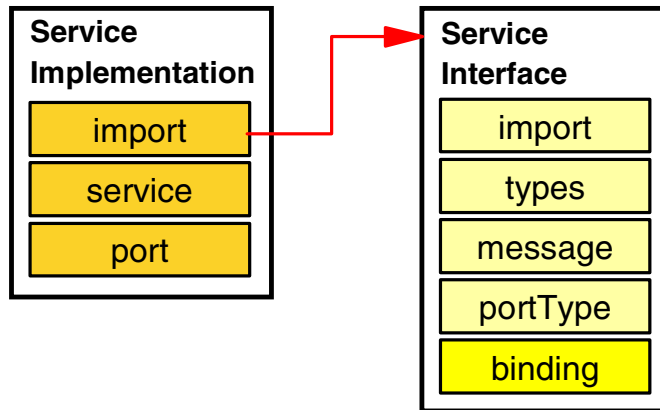 Service
Implementation
import
service
port
Service
Interface
import
types
message
portType
binding